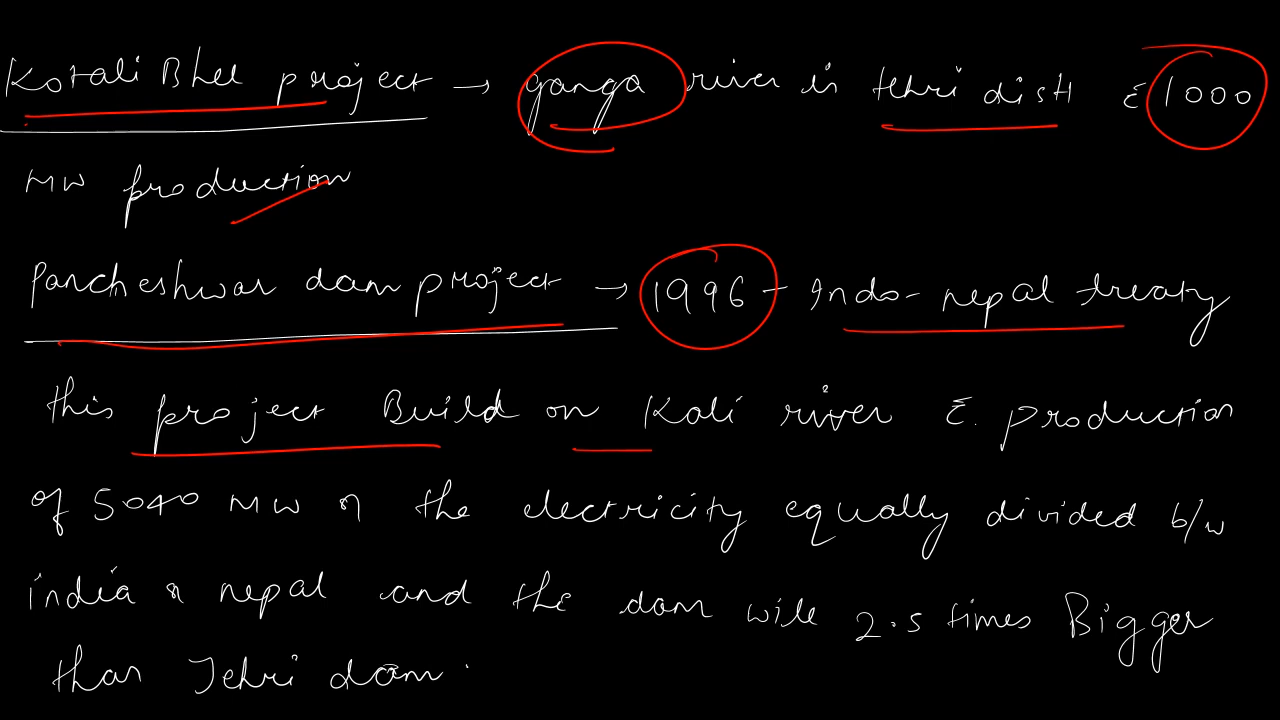 Kotali Bhel project → ganga river in tehri distt c̄ 1000
MW production
Pancheshwar dam project → 1996 - Indo - nepal treaty
this project Build on Kali river c̄. production
of 5040 MW & the electricity equally divided b/w
india & nepal and the dam will 2.5 times Bigger
than Tehri dam.